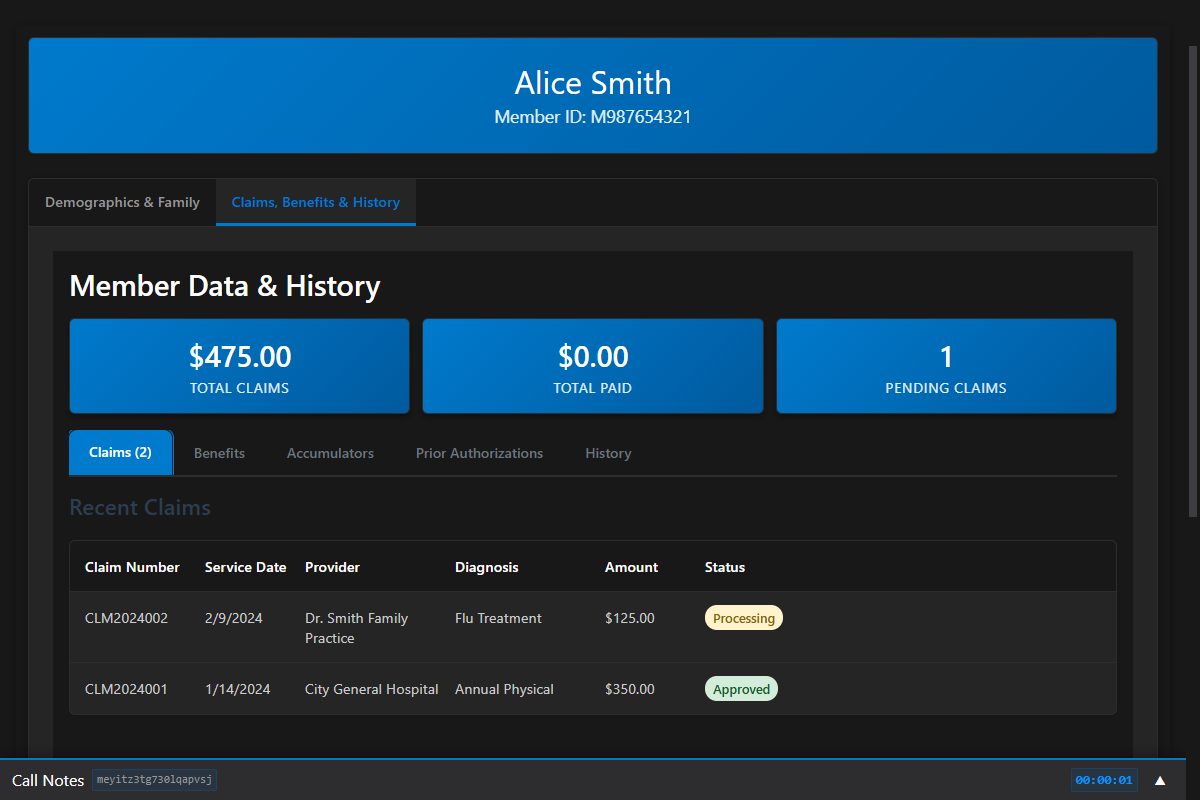 Alice Smith
Member ID: M987654321
Demographics & Family
Claims, Benefits & History
Member Data & History
$475.00
TOTAL CLAIMS
$0.00
TOTAL PAID
1
PENDING CLAIMS
Claims (2)
Benefits
Accumulators
Prior Authorizations
History
Recent Claims
Claim Number Service Date Provider Diagnosis Amount Status
CLM2024002 2/9/2024 Dr. Smith Family Practice Flu Treatment $125.00 Processing
CLM2024001 1/14/2024 City General Hospital Annual Physical $350.00 Approved
Call Notes meyitz3tg730lqapvsj 00:00:01 ▲